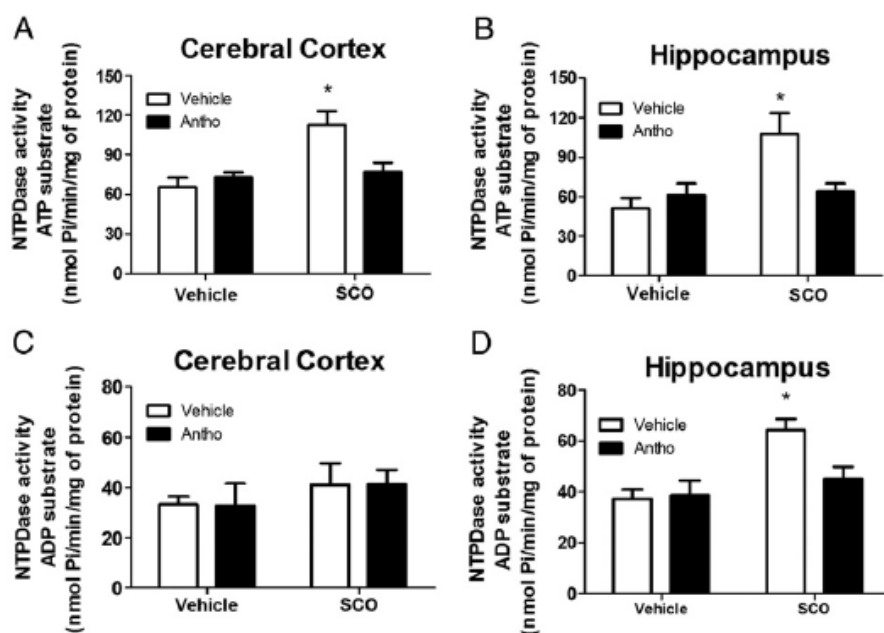 A
Cerebral Cortex
NTPDase activity
ATP substrate
(nmol Pi/min/mg of protein)
150
120
90
60
30
0
Vehicle
Antho
*
Vehicle
SCO
B
Hippocampus
NTPDase activity
ATP substrate
(nmol Pi/min/mg of protein)
150
120
90
60
30
0
Vehicle
Antho
*
Vehicle
SCO
C
Cerebral Cortex
NTPDase activity
ADP substrate
(nmol Pi/min/mg of protein)
80
60
40
20
0
Vehicle
Antho
Vehicle
SCO
D
Hippocampus
NTPDase activity
ADP substrate
(nmol Pi/min/mg of protein)
80
60
40
20
0
Vehicle
Antho
*
Vehicle
SCO